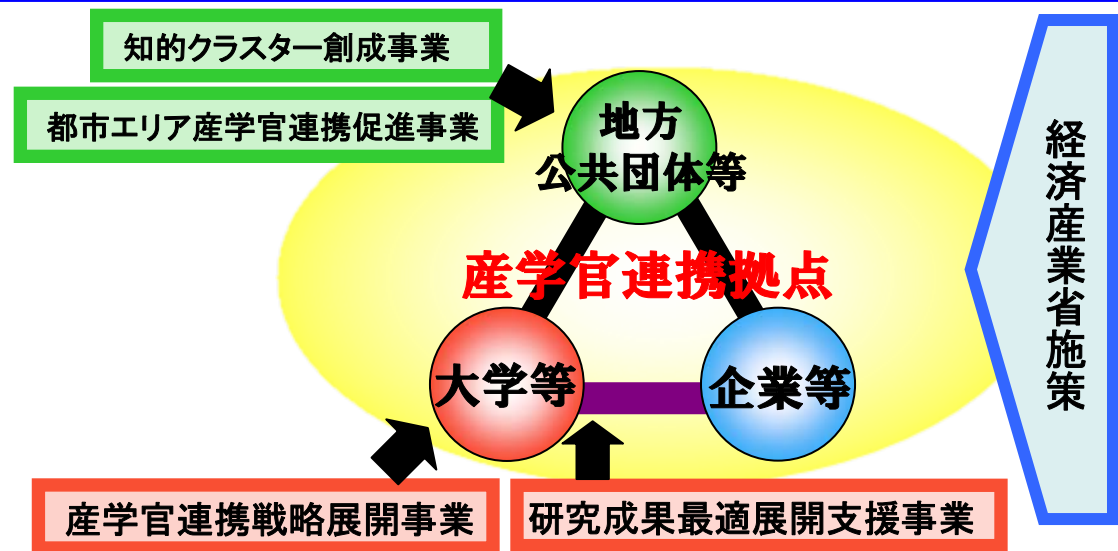 知的クラスター創成事業
都市エリア産学官連携促進事業
地方
公共団体等
産学官連携拠点
大学等
企業等
産学官連携戦略展開事業
研究成果最適展開支援事業
経済産業省施策